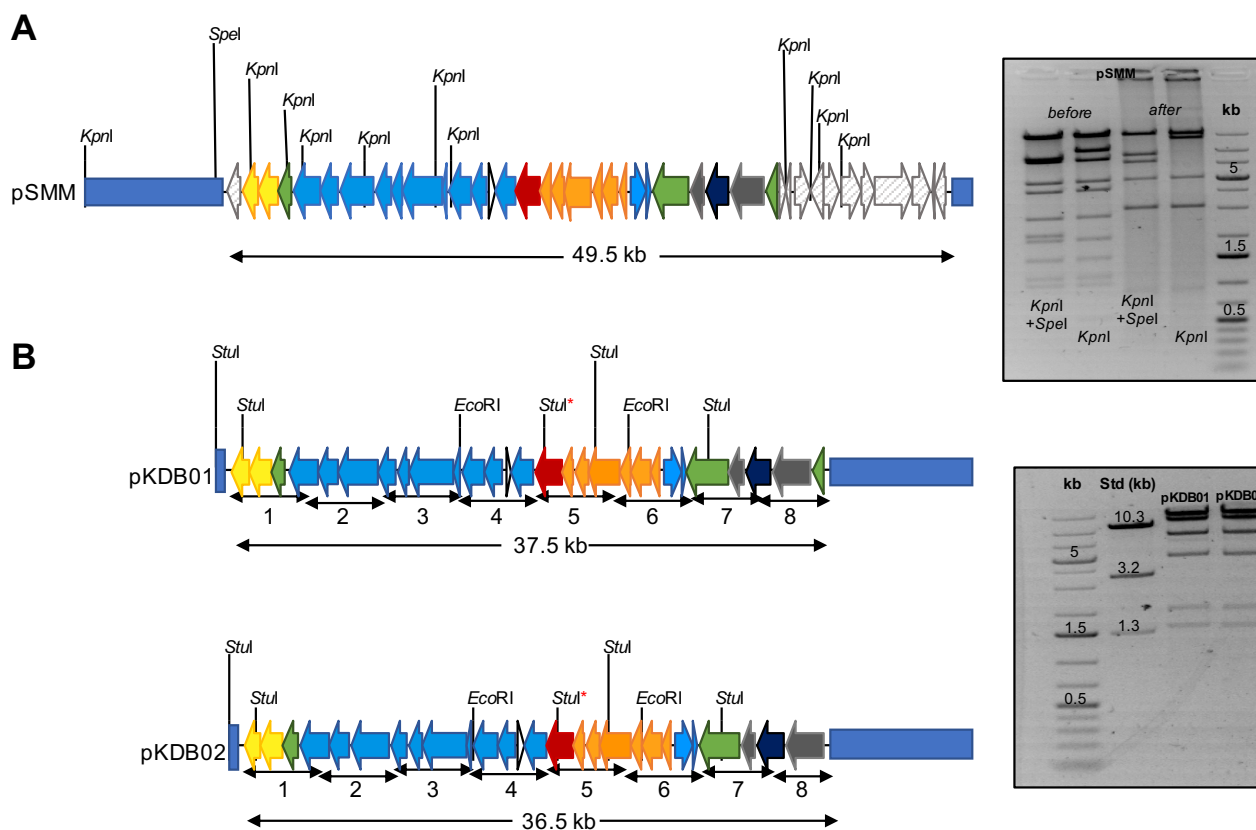 A
SpeI
KpnI
KpnI
KpnI
KpnI
KpnI
KpnI
KpnI
KpnI
KpnI
KpnI
KpnI
pSMM
49.5 kb
pSMM
before
after
kb
5
1.5
0.5
KpnI
+SpeI
KpnI
KpnI
+SpeI
KpnI
B
StuI
StuI
EcoRI
StuI*
StuI
EcoRI
StuI
pKDB01
1 2 3 4 5 6 7 8
37.5 kb
StuI
StuI
EcoRI
StuI*
StuI
EcoRI
StuI
pKDB02
1 2 3 4 5 6 7 8
36.5 kb
kb
Std (kb)
pKDB01
pKDB0
10.3
5
3.2
1.5
1.3
0.5